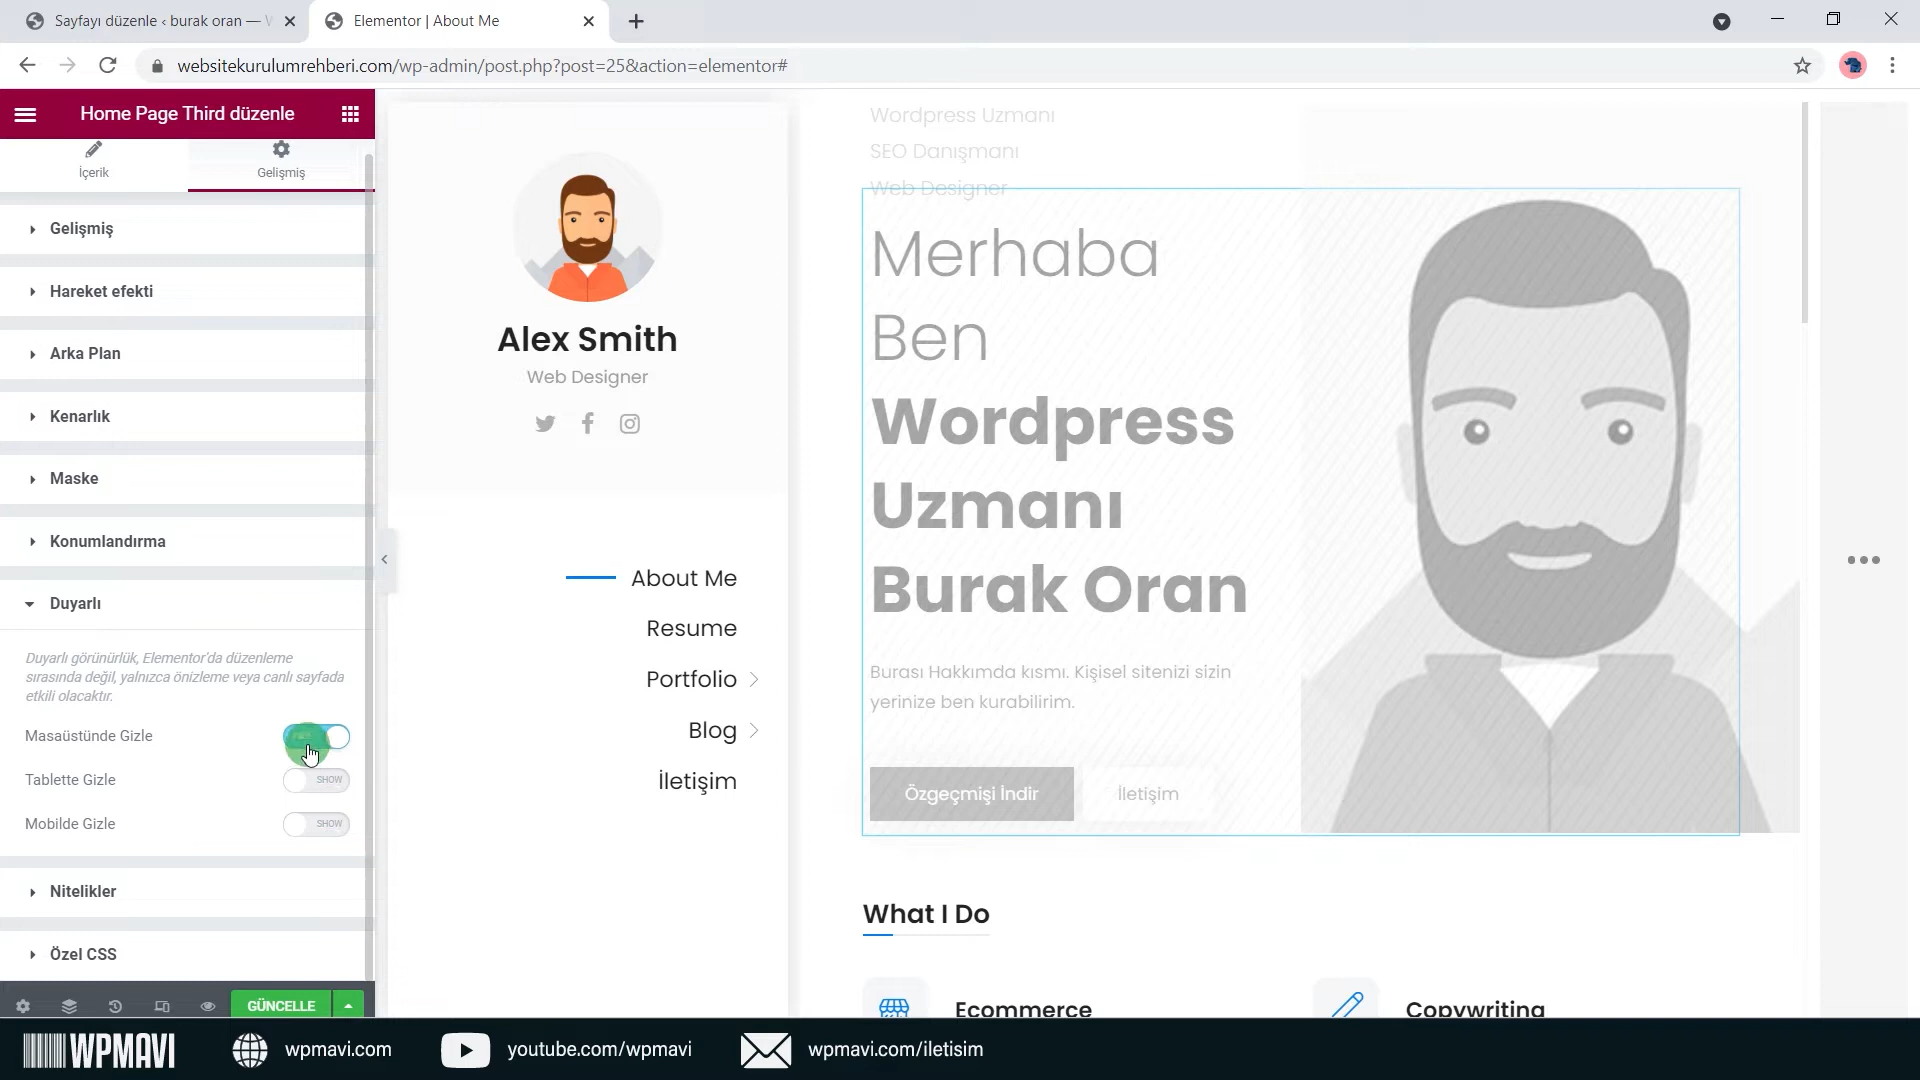 Sayfayı düzenle ‹ burak oran —
Elementor | About Me
websitekurulumrehberi.com/wp-admin/post.php?post=25&action=elementor#
Home Page Third düzenle
İçerik
Gelişmiş
Gelişmiş
Hareket efekti
Arka Plan
Kenarlık
Maske
Konumlandırma
Duyarlı
Duyarlı görünürlük, Elementor'da düzenleme
sırasında değil, yalnızca önizleme veya canlı sayfada
etkili olacaktır.
Masaüstünde Gizle
Tablette Gizle
SHOW
Mobilde Gizle
SHOW
Nitelikler
Özel CSS
GÜNCELLE
Alex Smith
Web Designer
About Me
Resume
Portfolio
Blog
İletişim
Wordpress Uzmanı
SEO Danışmanı
Web Designer
Merhaba
Ben
Wordpress
Uzmanı
Burak Oran
Burası Hakkımda kısmı. Kişisel sitenizi sizin
yerinize ben kurabilirim.
Özgeçmişi İndir
İletişim
What I Do
Ecommerce
Copywriting
WPMAVI
wpmavi.com
youtube.com/wpmavi
wpmavi.com/iletisim